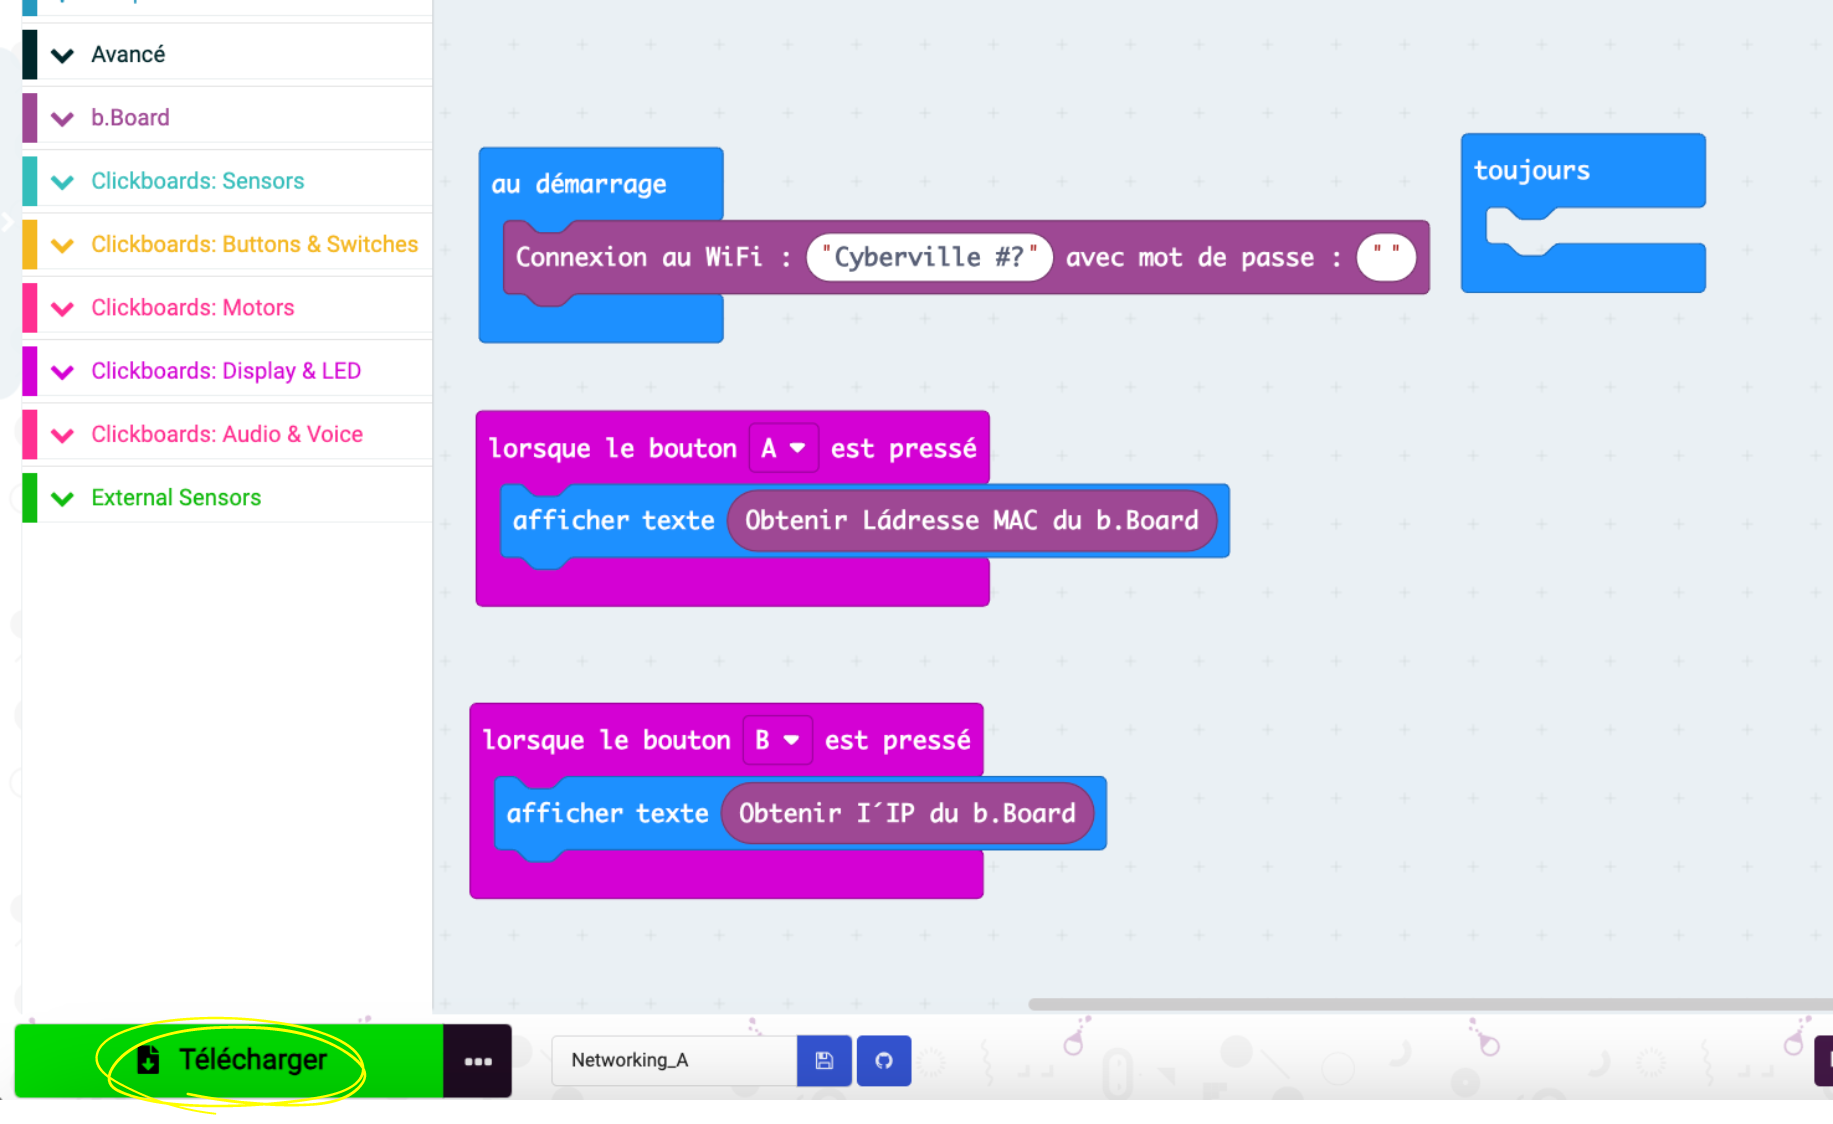 Avancé
b.Board
Clickboards: Sensors
Clickboards: Buttons & Switches
Clickboards: Motors
Clickboards: Display & LED
Clickboards: Audio & Voice
External Sensors
au démarrage
Connexion au WiFi : "Cyberville #?" avec mot de passe : " "
toujours
lorsque le bouton A est pressé
afficher texte Obtenir Ládresse MAC du b.Board
lorsque le bouton B est pressé
afficher texte Obtenir I´IP du b.Board
Télécharger
Networking_A